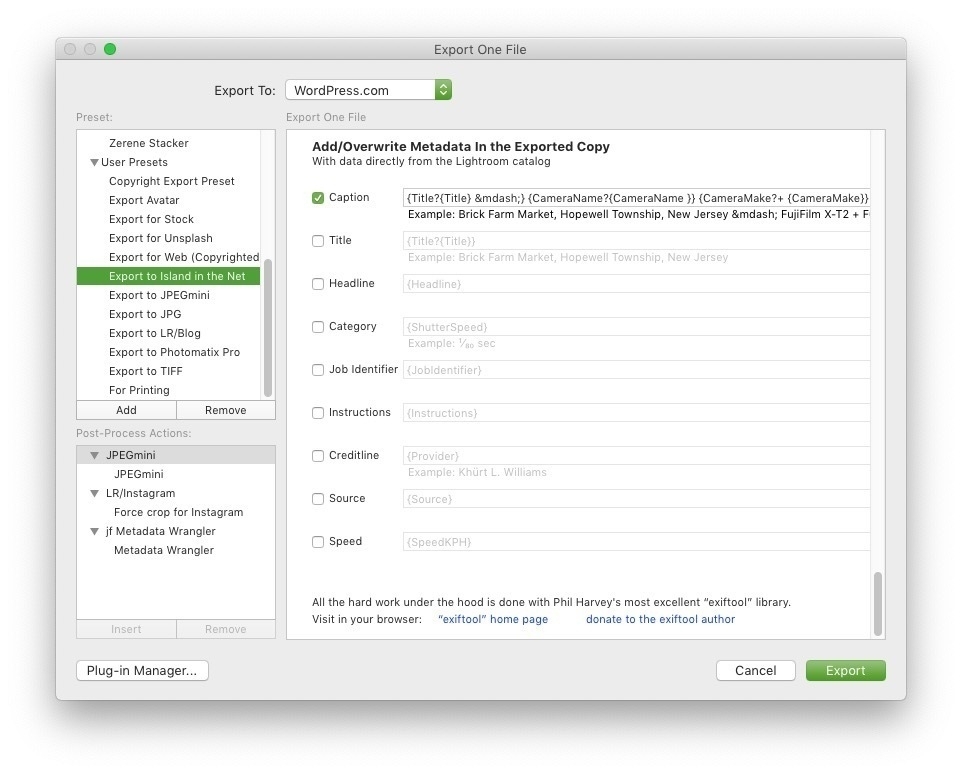 Export One File
Export To: WordPress.com
Preset:
Zerene Stacker
User Presets
Copyright Export Preset
Export Avatar
Export for Stock
Export for Unsplash
Export for Web (Copyrighted
Export to Island in the Net
Export to JPEGmini
Export to JPG
Export to LR/Blog
Export to Photomatix Pro
Export to TIFF
For Printing
Add Remove
Post-Process Actions:
JPEGmini
JPEGmini
LR/Instagram
Force crop for Instagram
jf Metadata Wrangler
Metadata Wrangler
Insert Remove
Export One File
Add/Overwrite Metadata In the Exported Copy
With data directly from the Lightroom catalog
Caption {Title?{Title} &mdash;} {CameraName?{CameraName }} {CameraMake?+ {CameraMake}}
Example: Brick Farm Market, Hopewell Township, New Jersey &mdash; FujiFilm X-T2 + F
Title {Title?{Title}}
Example: Brick Farm Market, Hopewell Township, New Jersey
Headline {Headline}
Category {ShutterSpeed}
Example: ¹⁄₈₀ sec
Job Identifier {JobIdentifier}
Instructions {Instructions}
Creditline {Provider}
Example: Khürt L. Williams
Source {Source}
Speed {SpeedKPH}
All the hard work under the hood is done with Phil Harvey's most excellent “exiftool” library.
Visit in your browser: “exiftool” home page donate to the exiftool author
Plug-in Manager... Cancel Export